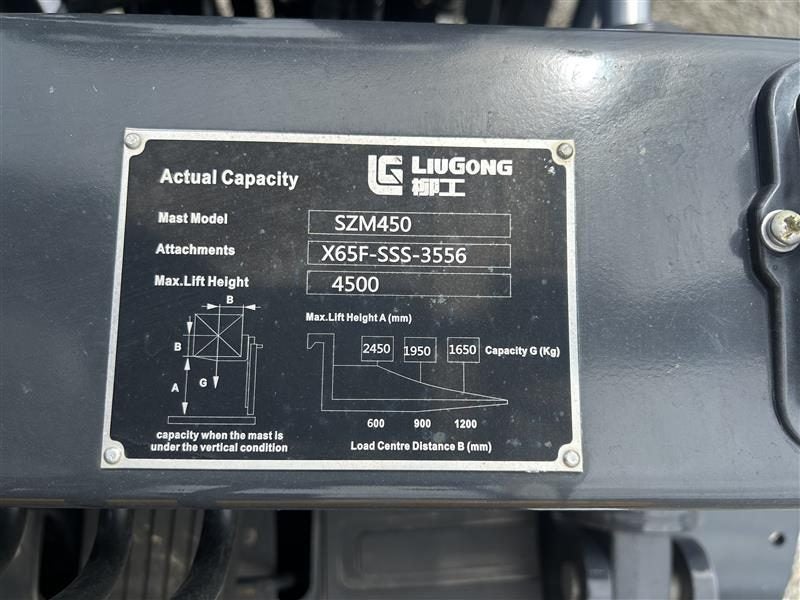 LG LIUGONG
柳工
Actual Capacity
Mast Model SZM450
Attachments X65F-SSS-3556
Max.Lift Height 4500
Max.Lift Height A (mm)
2450 1950 1650 Capacity G (Kg)
600 900 1200
Load Centre Distance B (mm)
B
B
A
G
capacity when the mast is
under the vertical condition